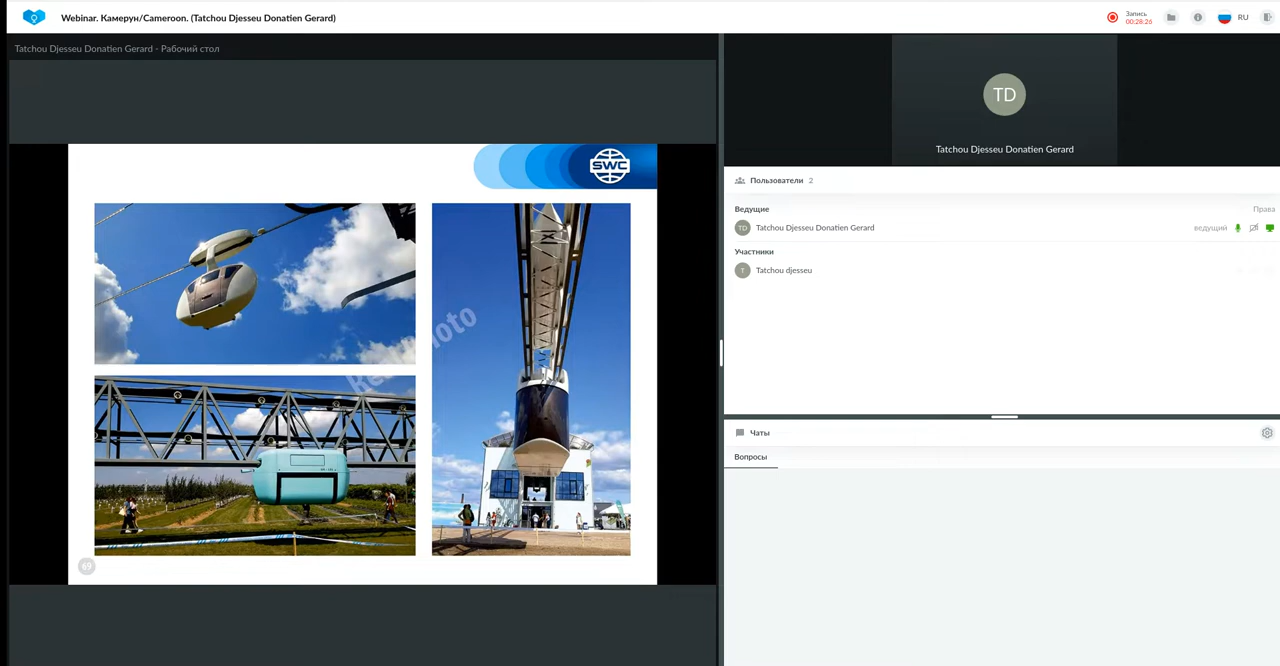 Webinar. Камерун/Cameroon. (Tatchou Djesseu Donatien Gerard)
Запись
00:28:26
RU
Tatchou Djesseu Donatien Gerard - Рабочий стол
SWC
69
TD
Tatchou Djesseu Donatien Gerard
Пользователи 2
Ведущие
Права
TD
Tatchou Djesseu Donatien Gerard
ведущий
Участники
T
Tatchou djesseu
Чаты
Вопросы